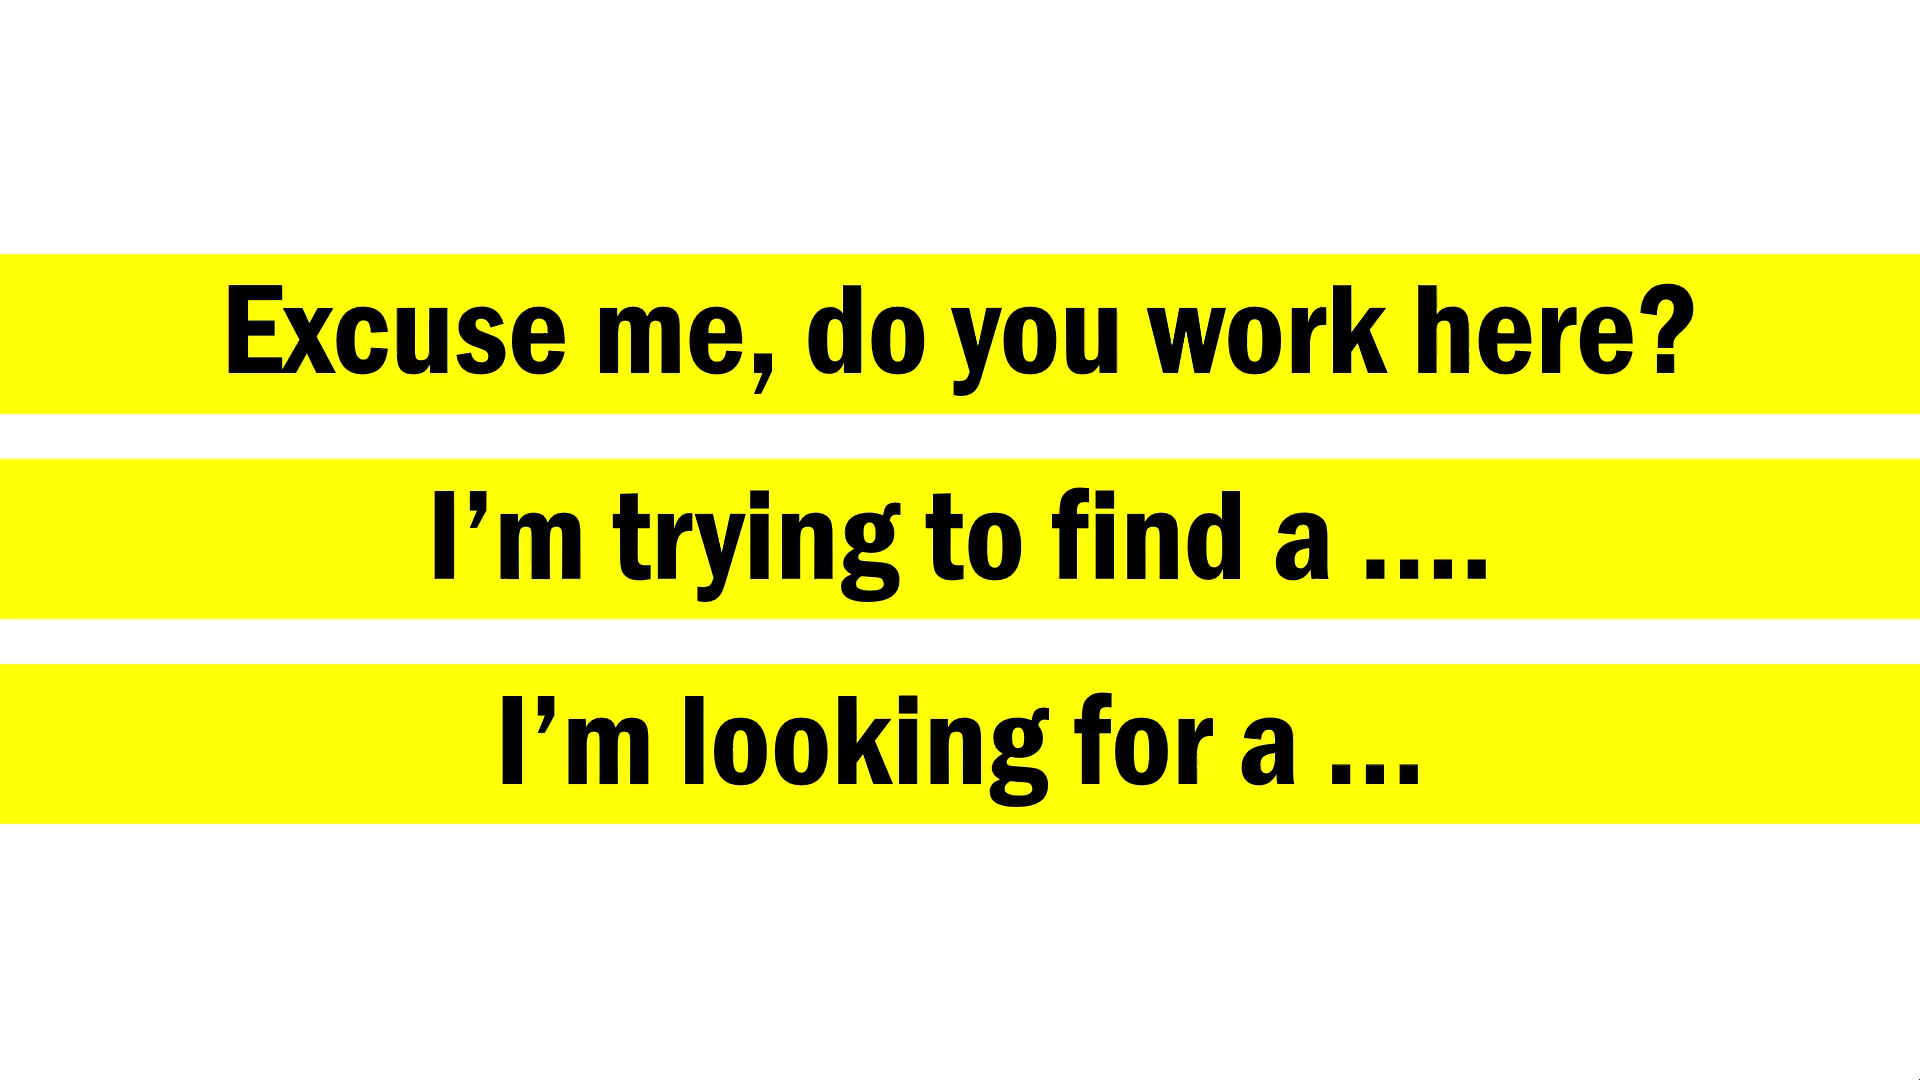 Excuse me, do you work here?
I’m trying to find a ....
I’m looking for a ...